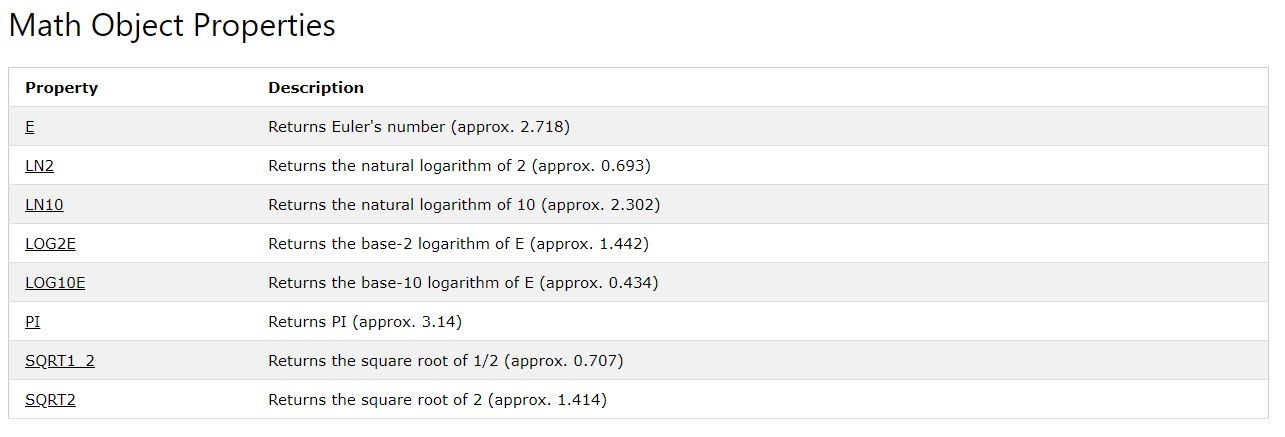 Math Object Properties
Property Description
E Returns Euler's number (approx. 2.718)
LN2 Returns the natural logarithm of 2 (approx. 0.693)
LN10 Returns the natural logarithm of 10 (approx. 2.302)
LOG2E Returns the base-2 logarithm of E (approx. 1.442)
LOG10E Returns the base-10 logarithm of E (approx. 0.434)
PI Returns PI (approx. 3.14)
SQRT1_2 Returns the square root of 1/2 (approx. 0.707)
SQRT2 Returns the square root of 2 (approx. 1.414)